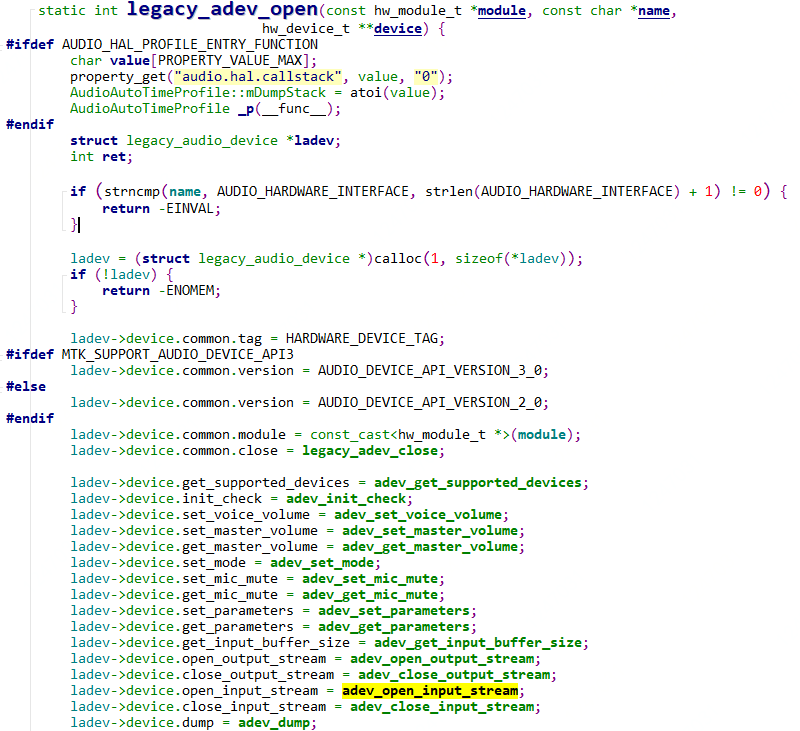 static int legacy_adev_open(const hw_module_t *module, const char *name,
                            hw_device_t **device) {
#ifdef AUDIO_HAL_PROFILE_ENTRY_FUNCTION
    char value[PROPERTY_VALUE_MAX];
    property_get("audio.hal.callstack", value, "0");
    AudioAutoTimeProfile::mDumpStack = atoi(value);
    AudioAutoTimeProfile _p(__func__);
#endif
    struct legacy_audio_device *ladev;
    int ret;

    if (strncmp(name, AUDIO_HARDWARE_INTERFACE, strlen(AUDIO_HARDWARE_INTERFACE) + 1) != 0) {
        return -EINVAL;
    }

    ladev = (struct legacy_audio_device *)calloc(1, sizeof(*ladev));
    if (!ladev) {
        return -ENOMEM;
    }

    ladev->device.common.tag = HARDWARE_DEVICE_TAG;
#ifdef MTK_SUPPORT_AUDIO_DEVICE_API3
    ladev->device.common.version = AUDIO_DEVICE_API_VERSION_3_0;
#else
    ladev->device.common.version = AUDIO_DEVICE_API_VERSION_2_0;
#endif
    ladev->device.common.module = const_cast<hw_module_t *>(module);
    ladev->device.common.close = legacy_adev_close;

    ladev->device.get_supported_devices = adev_get_supported_devices;
    ladev->device.init_check = adev_init_check;
    ladev->device.set_voice_volume = adev_set_voice_volume;
    ladev->device.set_master_volume = adev_set_master_volume;
    ladev->device.get_master_volume = adev_get_master_volume;
    ladev->device.set_mode = adev_set_mode;
    ladev->device.set_mic_mute = adev_set_mic_mute;
    ladev->device.get_mic_mute = adev_get_mic_mute;
    ladev->device.set_parameters = adev_set_parameters;
    ladev->device.get_parameters = adev_get_parameters;
    ladev->device.get_input_buffer_size = adev_get_input_buffer_size;
    ladev->device.open_output_stream = adev_open_output_stream;
    ladev->device.close_output_stream = adev_close_output_stream;
    ladev->device.open_input_stream = adev_open_input_stream;
    ladev->device.close_input_stream = adev_close_input_stream;
    ladev->device.dump = adev_dump;